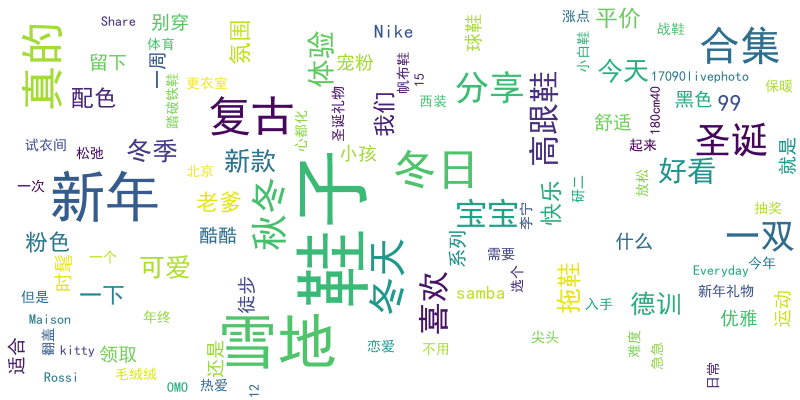 Share
别穿
真的
体育
留下
一周
氛围
体验
Nike
球鞋
涨点
平价
战鞋
合集
小白鞋
今天
17090livephoto
宠粉
帆布鞋
15
配色
更衣室
踏破铁鞋
复古
圣诞礼物
我们
西装
分享
高跟鞋
黑色
99
保暖
180cm40
舒适
圣诞
就是
试衣间
松弛
冬季
心都化
小孩
新款
冬日
起来
好看
放松
一次
新年
北京
老爹
秋冬
鞋子
宝宝
李宁
快乐
研二
抽奖
一双
粉色
酷酷
冬天
系列
需要
选个
什么
今年
Everyday
时髦
一个
可爱
徒步
喜欢
samba
拖鞋
入手
德训
新年礼物
运动
但是
一下
Maison
年终
雪地
恋爱
不用
尖头
难度
急急
优雅
适合
翻盖
kitty
领取
还是
毛绒绒
Rossi
OMO
热爱
12
日常